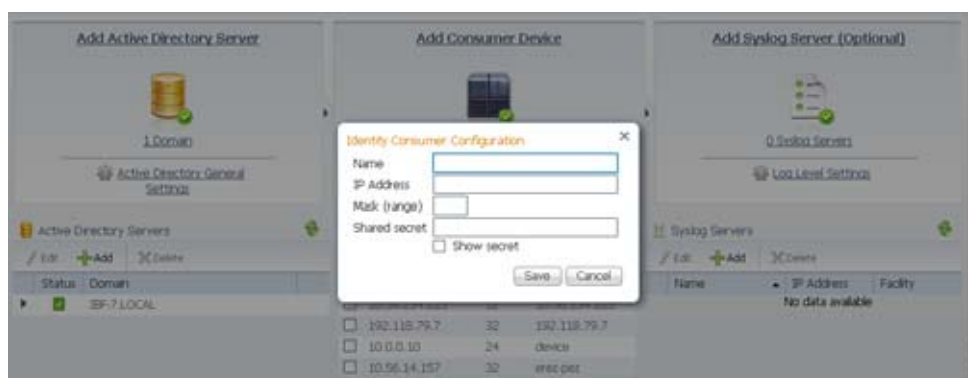 Add Active Directory Server
Add Consumer Device
Add Syslog Server (Optional)
1 Domain
0 Syslog Servers
Active Directory General
Settings
Log Level Settings
Identity Consumer Configuration
Name
IP Address
Mask (range)
Shared secret
Show secret
Save
Cancel
Active Directory Servers
Edit
Add
Delete
Status
Domain
IBF-7.LOCAL
192.118.79.7 32 192.118.79.7
10.0.0.10 24 device
10.56.14.157 32
Syslog Servers
Edit
Add
Delete
Name
IP Address
Facility
No data available